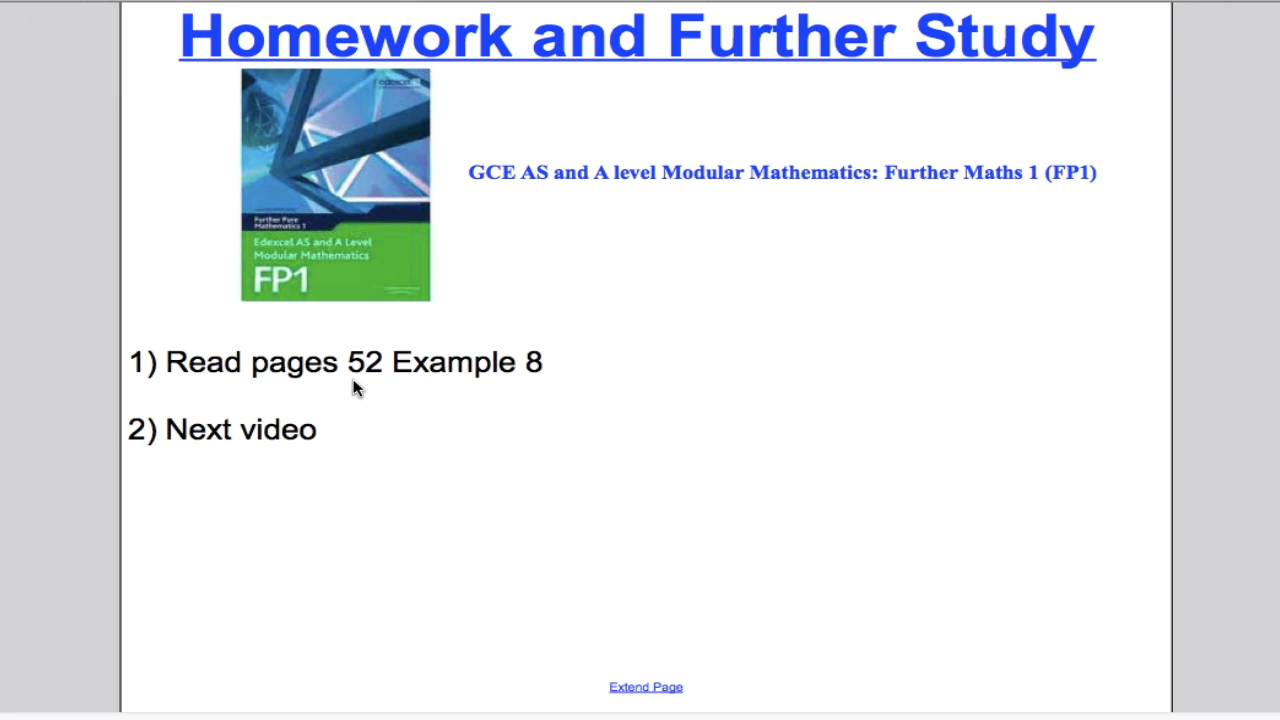 Homework and Further Study
edexcel
GCE AS and A level Modular Mathematics: Further Maths 1 (FP1)
Further Pure
Mathematics 1
Edexcel AS and A Level
Modular Mathematics
FP1
1) Read pages 52 Example 8
2) Next video
Extend Page